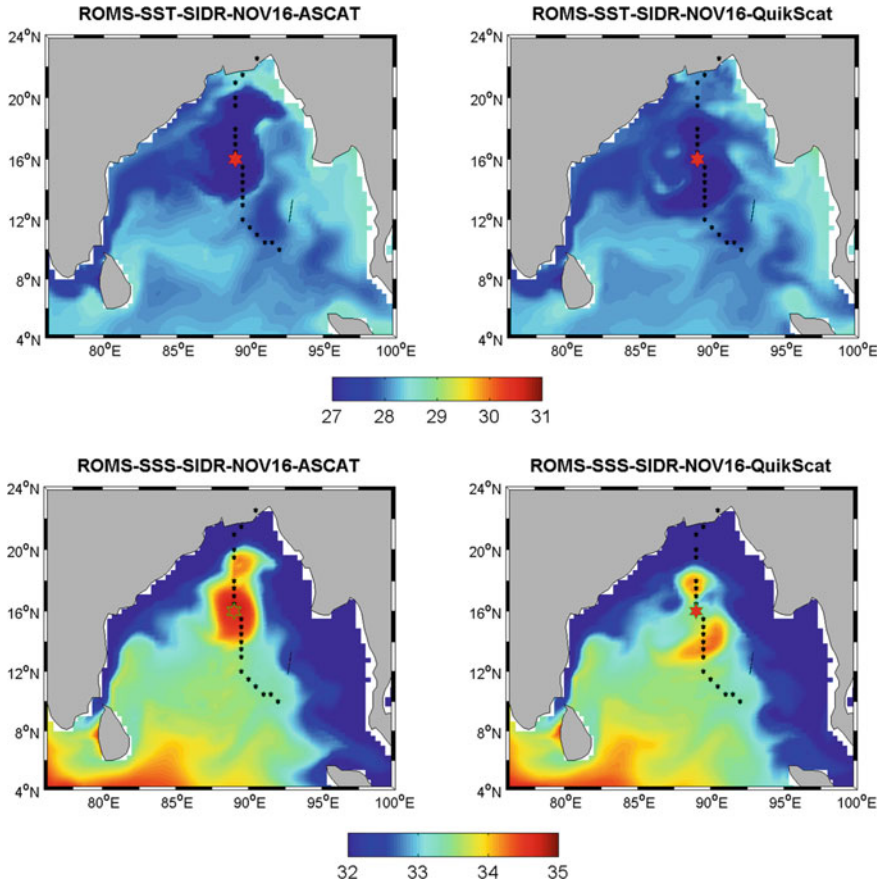 ROMS-SST-SIDR-NOV16-ASCAT
ROMS-SST-SIDR-NOV16-QuikScat
24°N
20°N
16°N
12°N
8°N
4°N
80°E 85°E 90°E 95°E 100°E
24°N
20°N
16°N
12°N
8°N
4°N
80°E 85°E 90°E 95°E 100°E
27 28 29 30 31
ROMS-SSS-SIDR-NOV16-ASCAT
ROMS-SSS-SIDR-NOV16-QuikScat
24°N
20°N
16°N
12°N
8°N
4°N
80°E 85°E 90°E 95°E 100°E
24°N
20°N
16°N
12°N
8°N
4°N
80°E 85°E 90°E 95°E 100°E
32 33 34 35